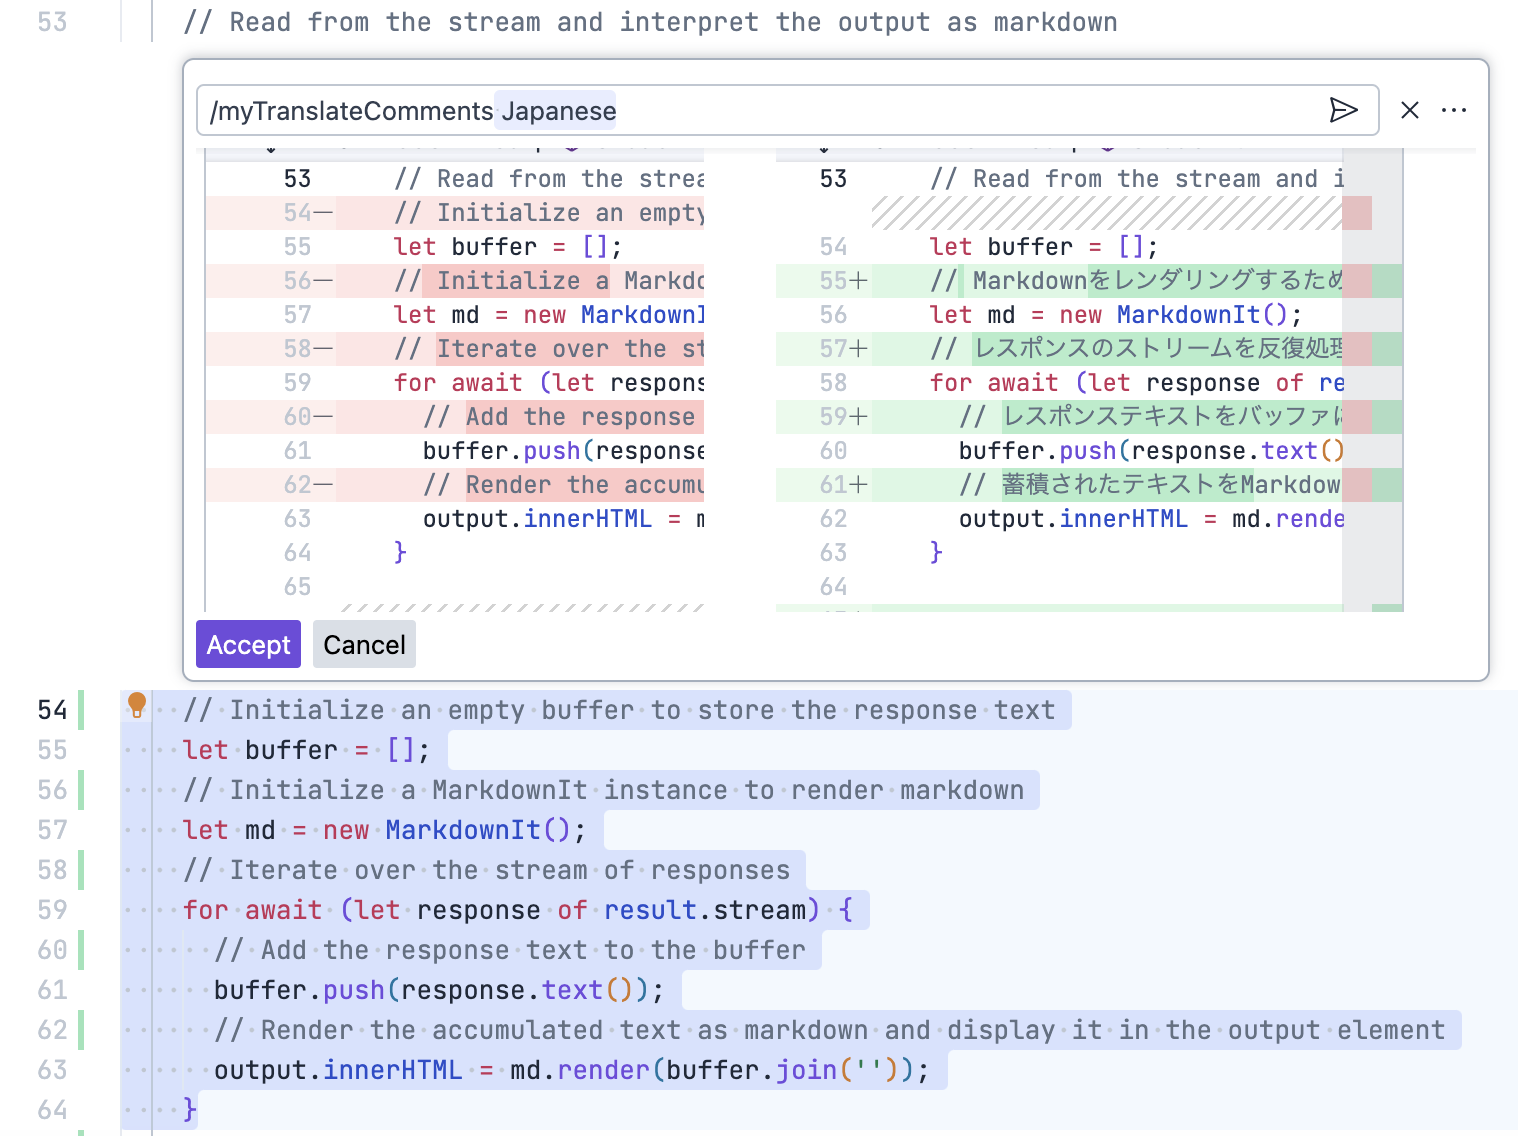 53 // Read from the stream and interpret the output as markdown
/myTranslateComments Japanese
53 // Read from the
54— // Initialize an empty
55 let buffer = [];
56— // Initialize a
57 let md = new
58— // Iterate over the
59 for await (let
60— // Add the response
61 buffer.push(response
62— // Render the
63 output.innerHTML =
64 }
65
53 // Read from the stream and
54 let buffer = [];
55+ // Markdownをレンダリングするため
56 let md = new MarkdownIt();
57+ // レスポンスのストリームを反復処理
58 for await (let response of
59+ // レスポンステキストをバッファに
60 buffer.push(response.text()
61+ // 蓄積されたテキストをMarkdow
62 output.innerHTML = md.rende
63 }
64
Accept Cancel
54 // Initialize an empty buffer to store the response text
55 let buffer = [];
56 // Initialize a MarkdownIt instance to render markdown
57 let md = new MarkdownIt();
58 // Iterate over the stream of responses
59 for await (let response of result.stream) {
60 // Add the response text to the buffer
61 buffer.push(response.text());
62 // Render the accumulated text as markdown and display it in the output element
63 output.innerHTML = md.render(buffer.join(''));
64 }